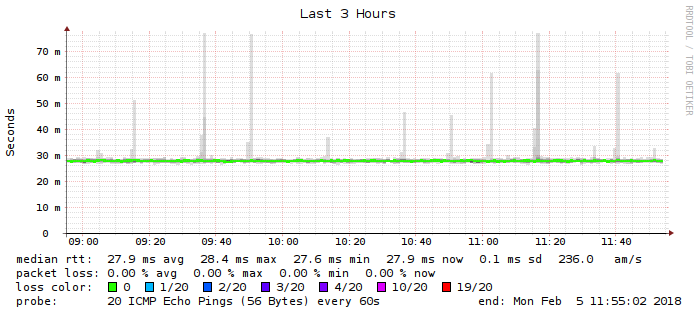 Last 3 Hours
RRDTOOL / TOBI OETIKER
Seconds
70 m
60 m
50 m
40 m
30 m
20 m
10 m
0
09:00 09:20 09:40 10:00 10:20 10:40 11:00 11:20 11:40
median rtt: 27.9 ms avg 28.4 ms max 27.6 ms min 27.9 ms now 0.1 ms sd 236.0 am/s
packet loss: 0.00 % avg 0.00 % max 0.00 % min 0.00 % now
loss color: 0 1/20 2/20 3/20 4/20 10/20 19/20
probe: 20 ICMP Echo Pings (56 Bytes) every 60s end: Mon Feb 5 11:55:02 2018